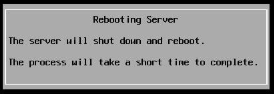 Rebooting Server
The server will shut down and reboot.
The process will take a short time to complete.